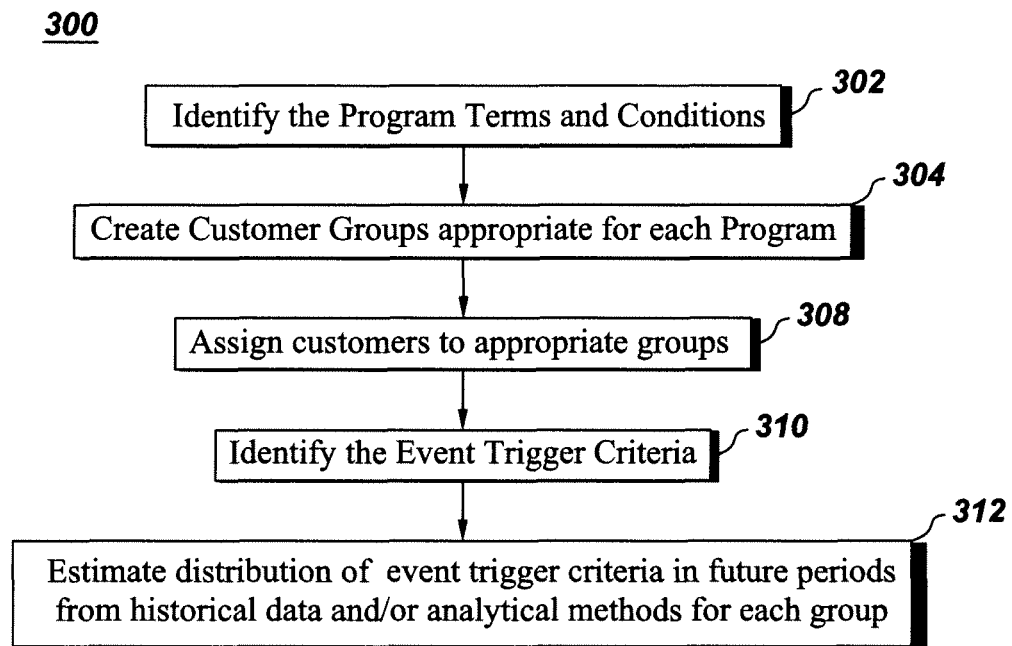 300
302
Identify the Program Terms and Conditions
304
Create Customer Groups appropriate for each Program
308
Assign customers to appropriate groups
310
Identify the Event Trigger Criteria
312
Estimate distribution of event trigger criteria in future periods
from historical data and/or analytical methods for each group